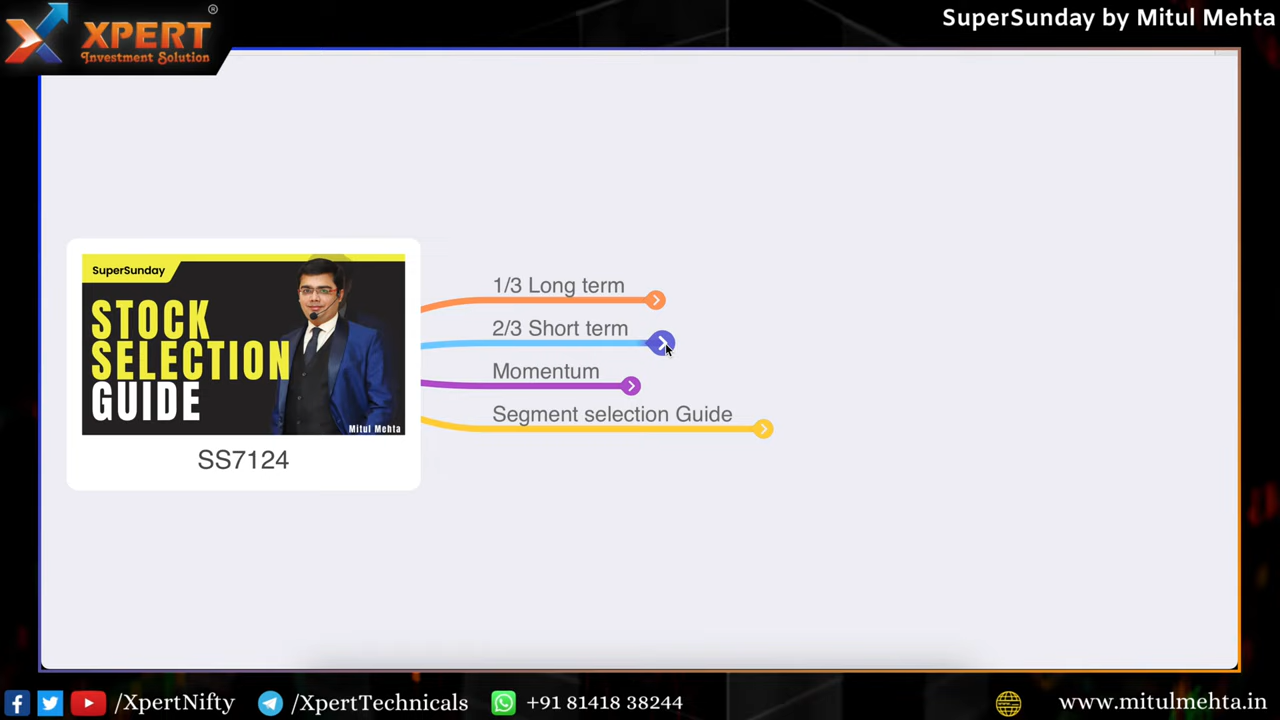 XPERT
®
Investment Solution
SuperSunday by Mitul Mehta
SuperSunday
STOCK
SELECTION
GUIDE
Mitul Mehta
SS7124
1/3 Long term
2/3 Short term
Momentum
Segment selection Guide
/XpertNifty
/XpertTechnicals
+91 81418 38244
www.mitulmehta.in